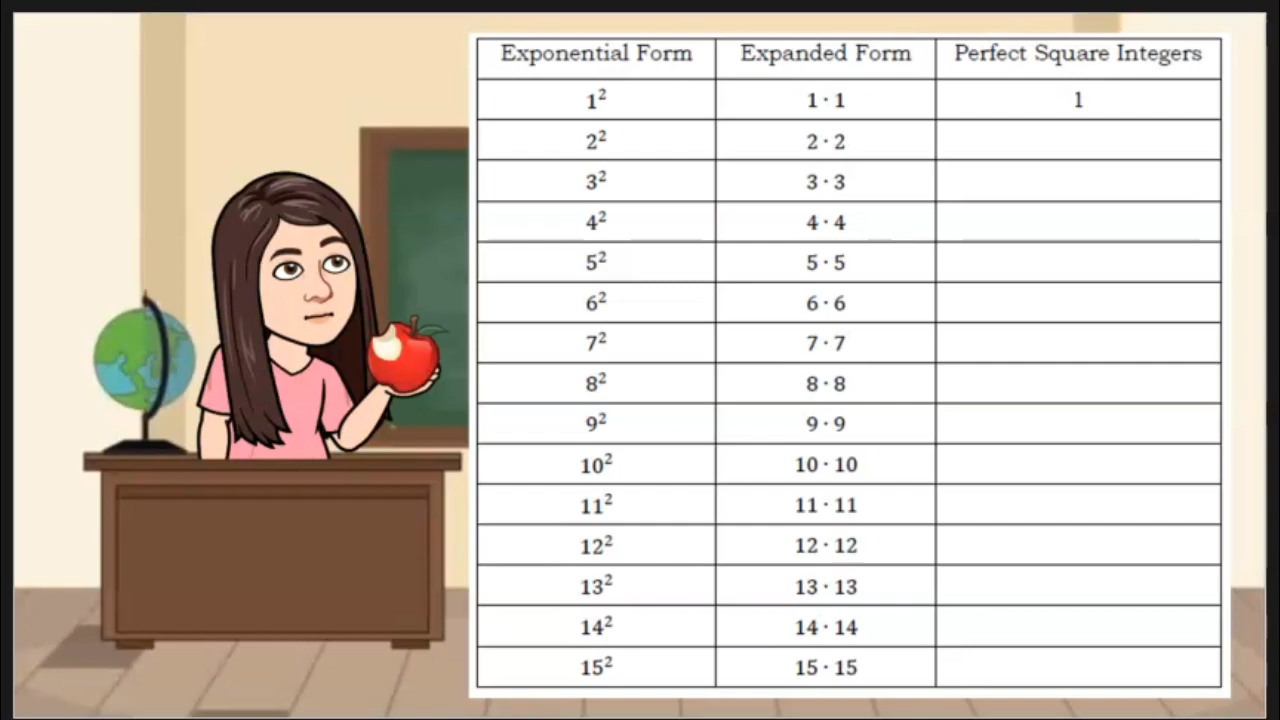 Exponential Form Expanded Form Perfect Square Integers
1² 1 · 1 1
2² 2 · 2
3² 3 · 3
4² 4 · 4
5² 5 · 5
6² 6 · 6
7² 7 · 7
8² 8 · 8
9² 9 · 9
10² 10 · 10
11² 11 · 11
12² 12 · 12
13² 13 · 13
14² 14 · 14
15² 15 · 15